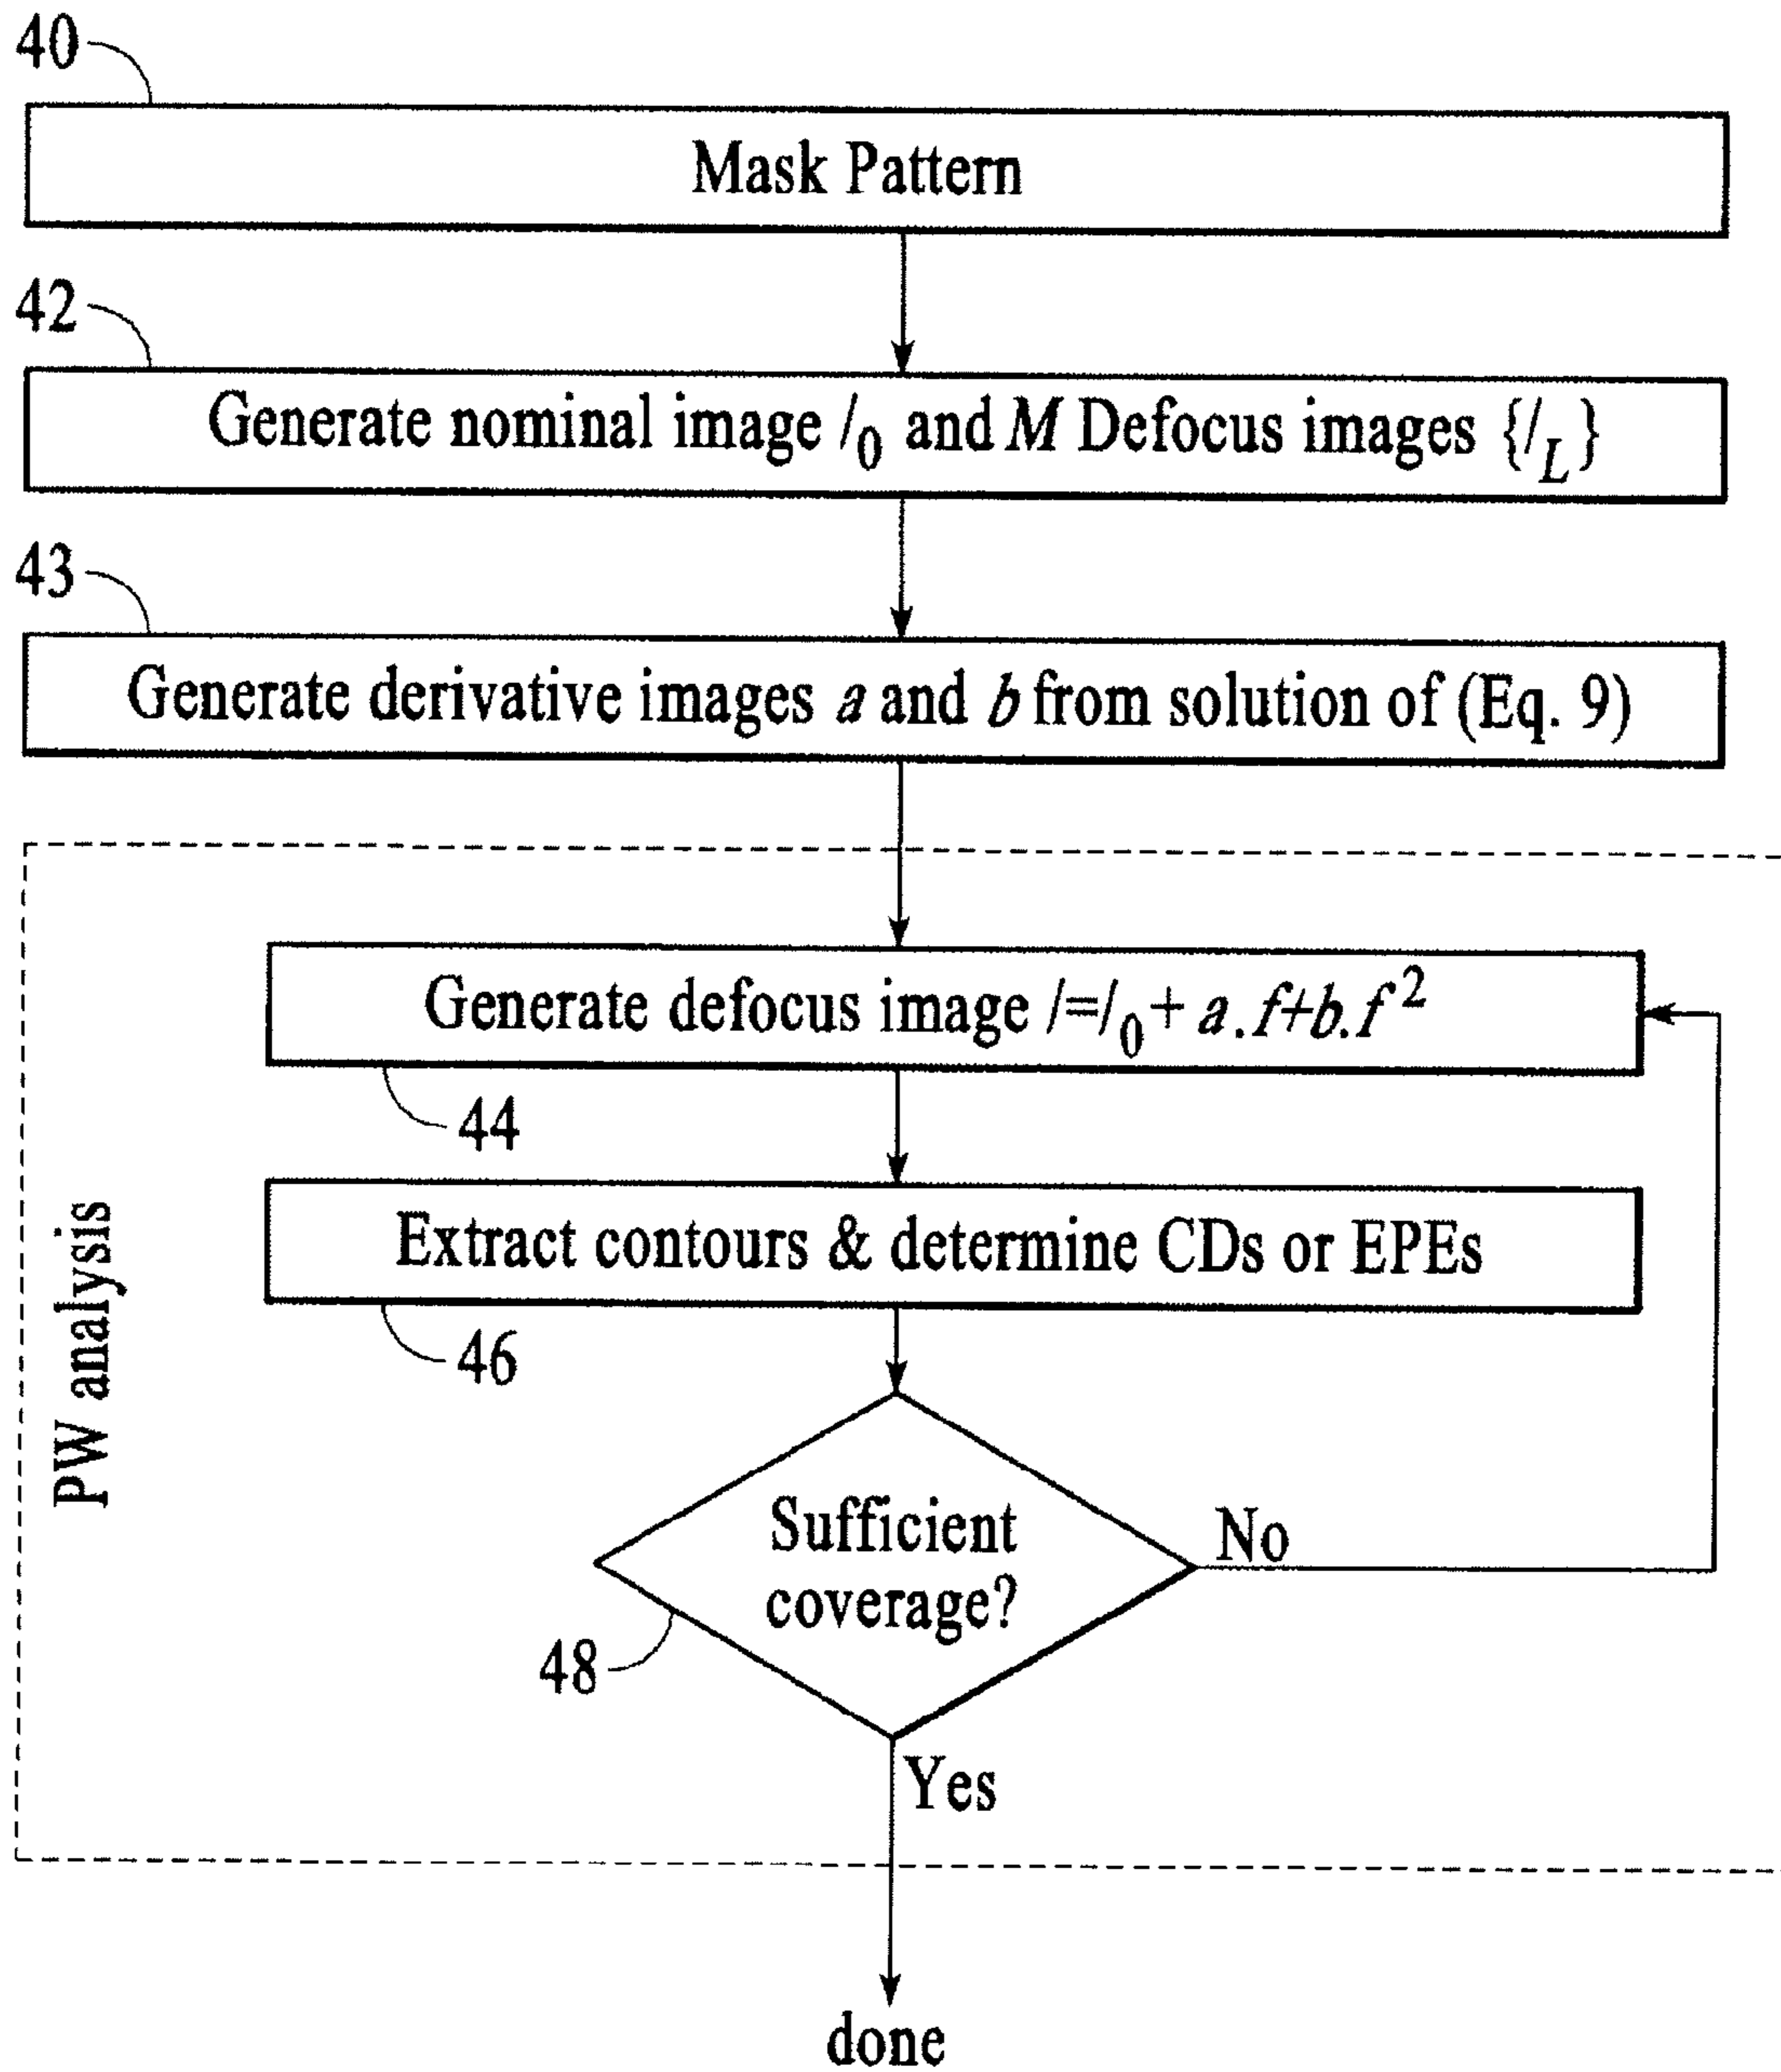 40
Mask Pattern
42
Generate nominal image I₀ and M Defocus images {I_L}
43
Generate derivative images a and b from solution of (Eq. 9)
PW analysis
Generate defocus image I=I₀+a.f+b.f²
44
Extract contours & determine CDs or EPEs
46
Sufficient
coverage?
No
48
Yes
done